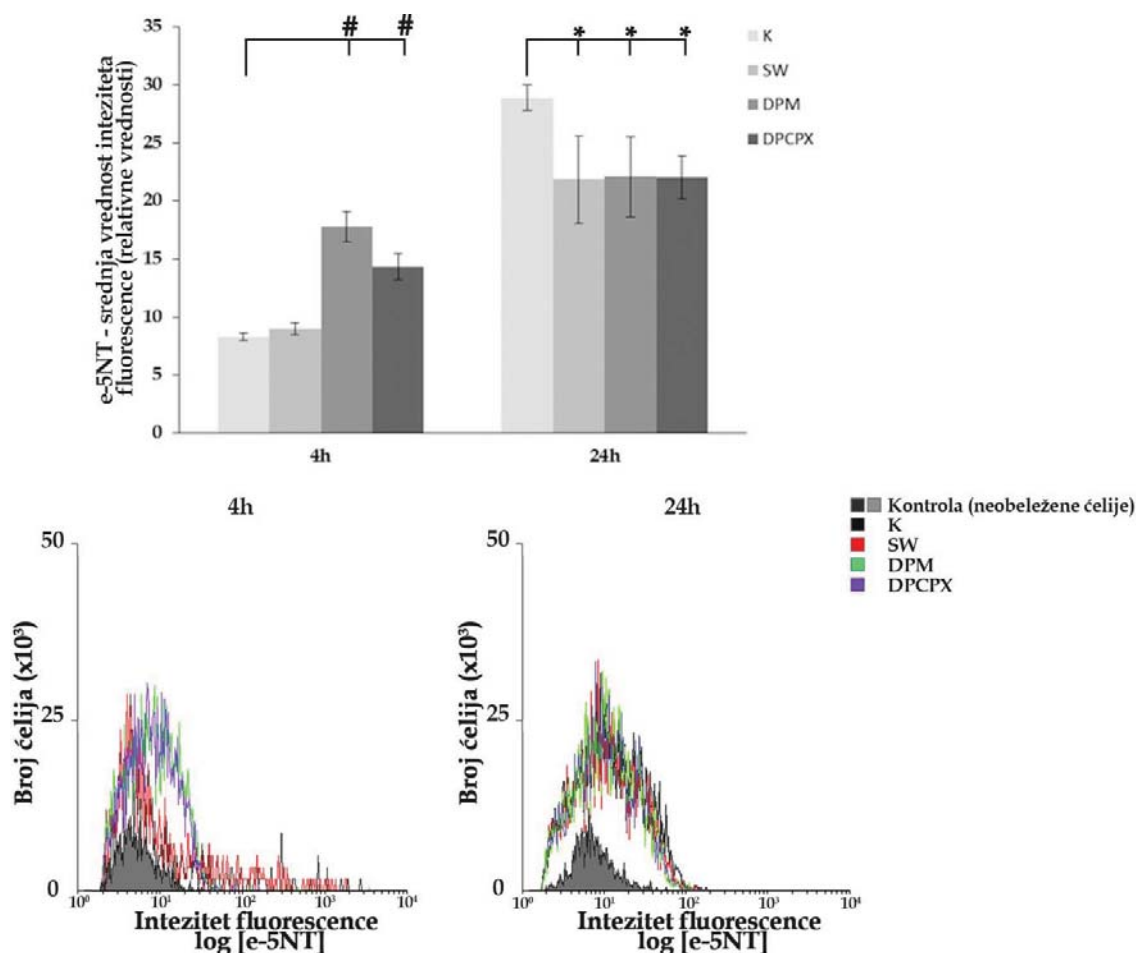 35
30
25
20
15
10
5
0
e-5NT - srednja vrednost inteziteta
fluorescence (relativne vrednosti)
# #
* * *
K
SW
DPM
DPCPX
4h
24h
4h
50
25
0
Broj ćelija (x10³)
10⁰ 10¹ 10² 10³ 10⁴
Intezitet fluorescence
log [e-5NT]
24h
50
25
0
Broj ćelija (x10³)
10⁰ 10¹ 10² 10³ 10⁴
Intezitet fluorescence
log [e-5NT]
Kontrola (neobeležene ćelije)
K
SW
DPM
DPCPX